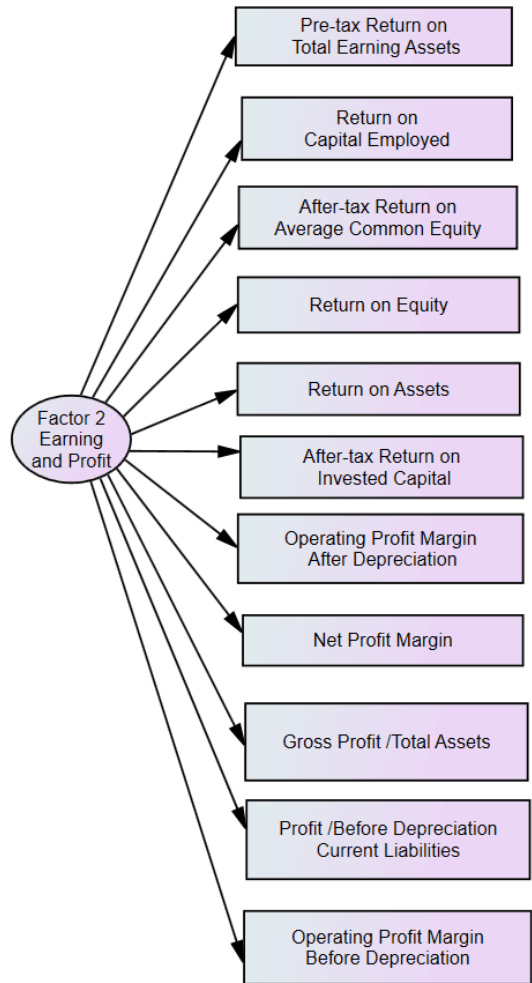 Pre-tax Return on
Total Earning Assets
Return on
Capital Employed
After-tax Return on
Average Common Equity
Return on Equity
Return on Assets
Factor 2
Earning
and Profit
After-tax Return on
Invested Capital
Operating Profit Margin
After Depreciation
Net Profit Margin
Gross Profit /Total Assets
Profit /Before Depreciation
Current Liabilities
Operating Profit Margin
Before Depreciation